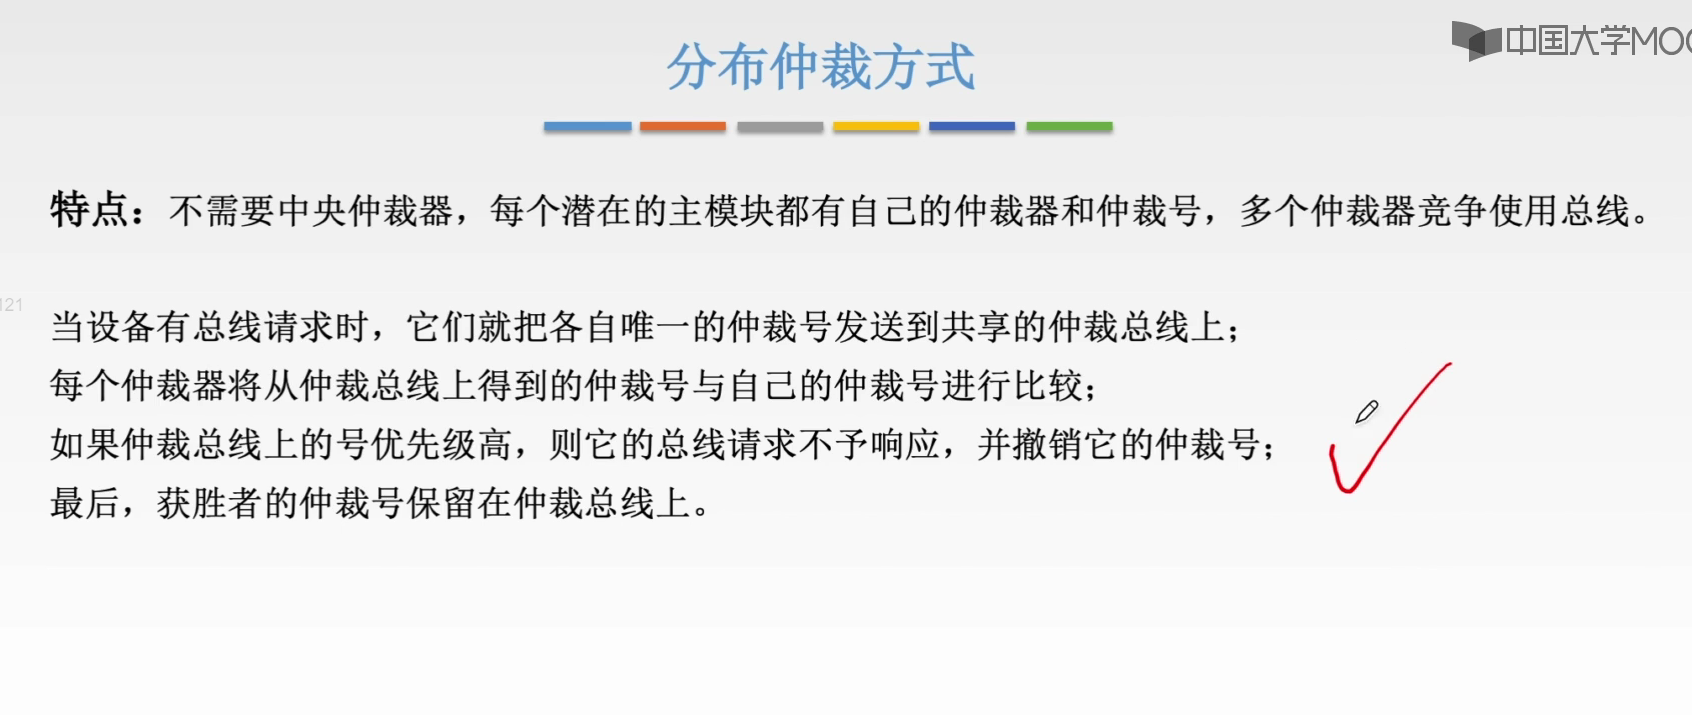 中国大学MOO
分布仲裁方式
特点：不需要中央仲裁器，每个潜在的主模块都有自己的仲裁器和仲裁号，多个仲裁器竞争使用总线。
121
当设备有总线请求时，它们就把各自唯一的仲裁号发送到共享的仲裁总线上；
每个仲裁器将从仲裁总线上得到的仲裁号与自己的仲裁号进行比较；
如果仲裁总线上的号优先级高，则它的总线请求不予响应，并撤销它的仲裁号；
最后，获胜者的仲裁号保留在仲裁总线上。